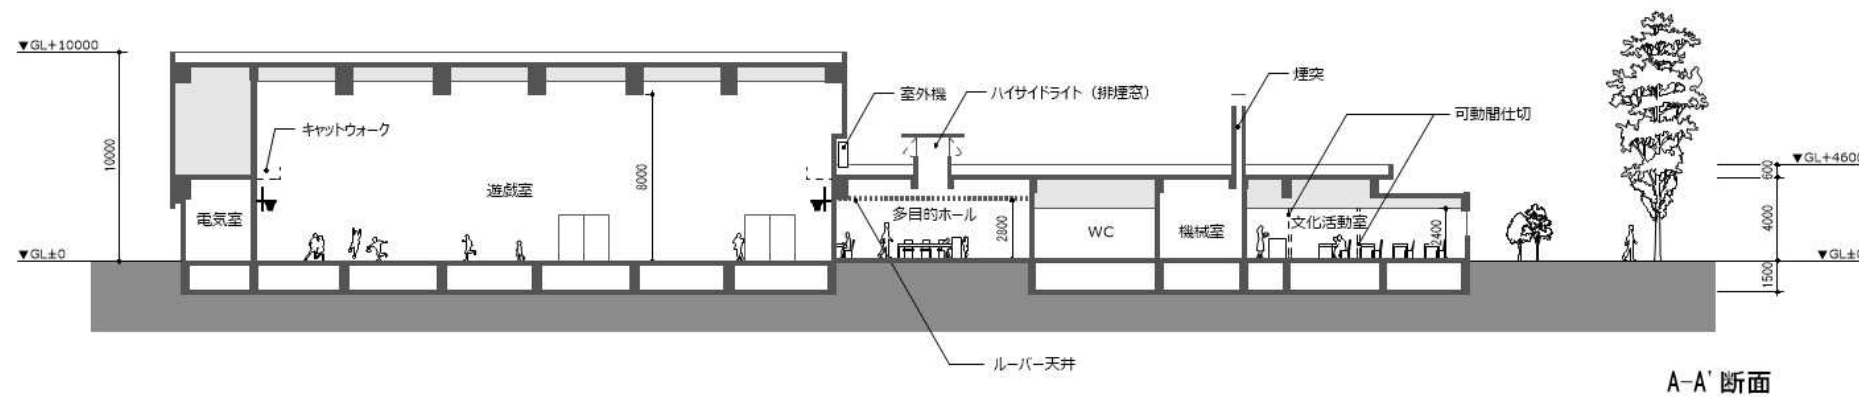 ▼GL+10000
10000
▼GL±0
キャットウォーク
電気室
遊戯室
8000
室外機
ハイサイドライト（排煙窓）
煙突
可動間仕切
多目的ホール
2800
WC
機械室
文化活動室
2400
▼GL+4600
600
4000
▼GL±0
1500
ルーバー天井
A-A' 断面